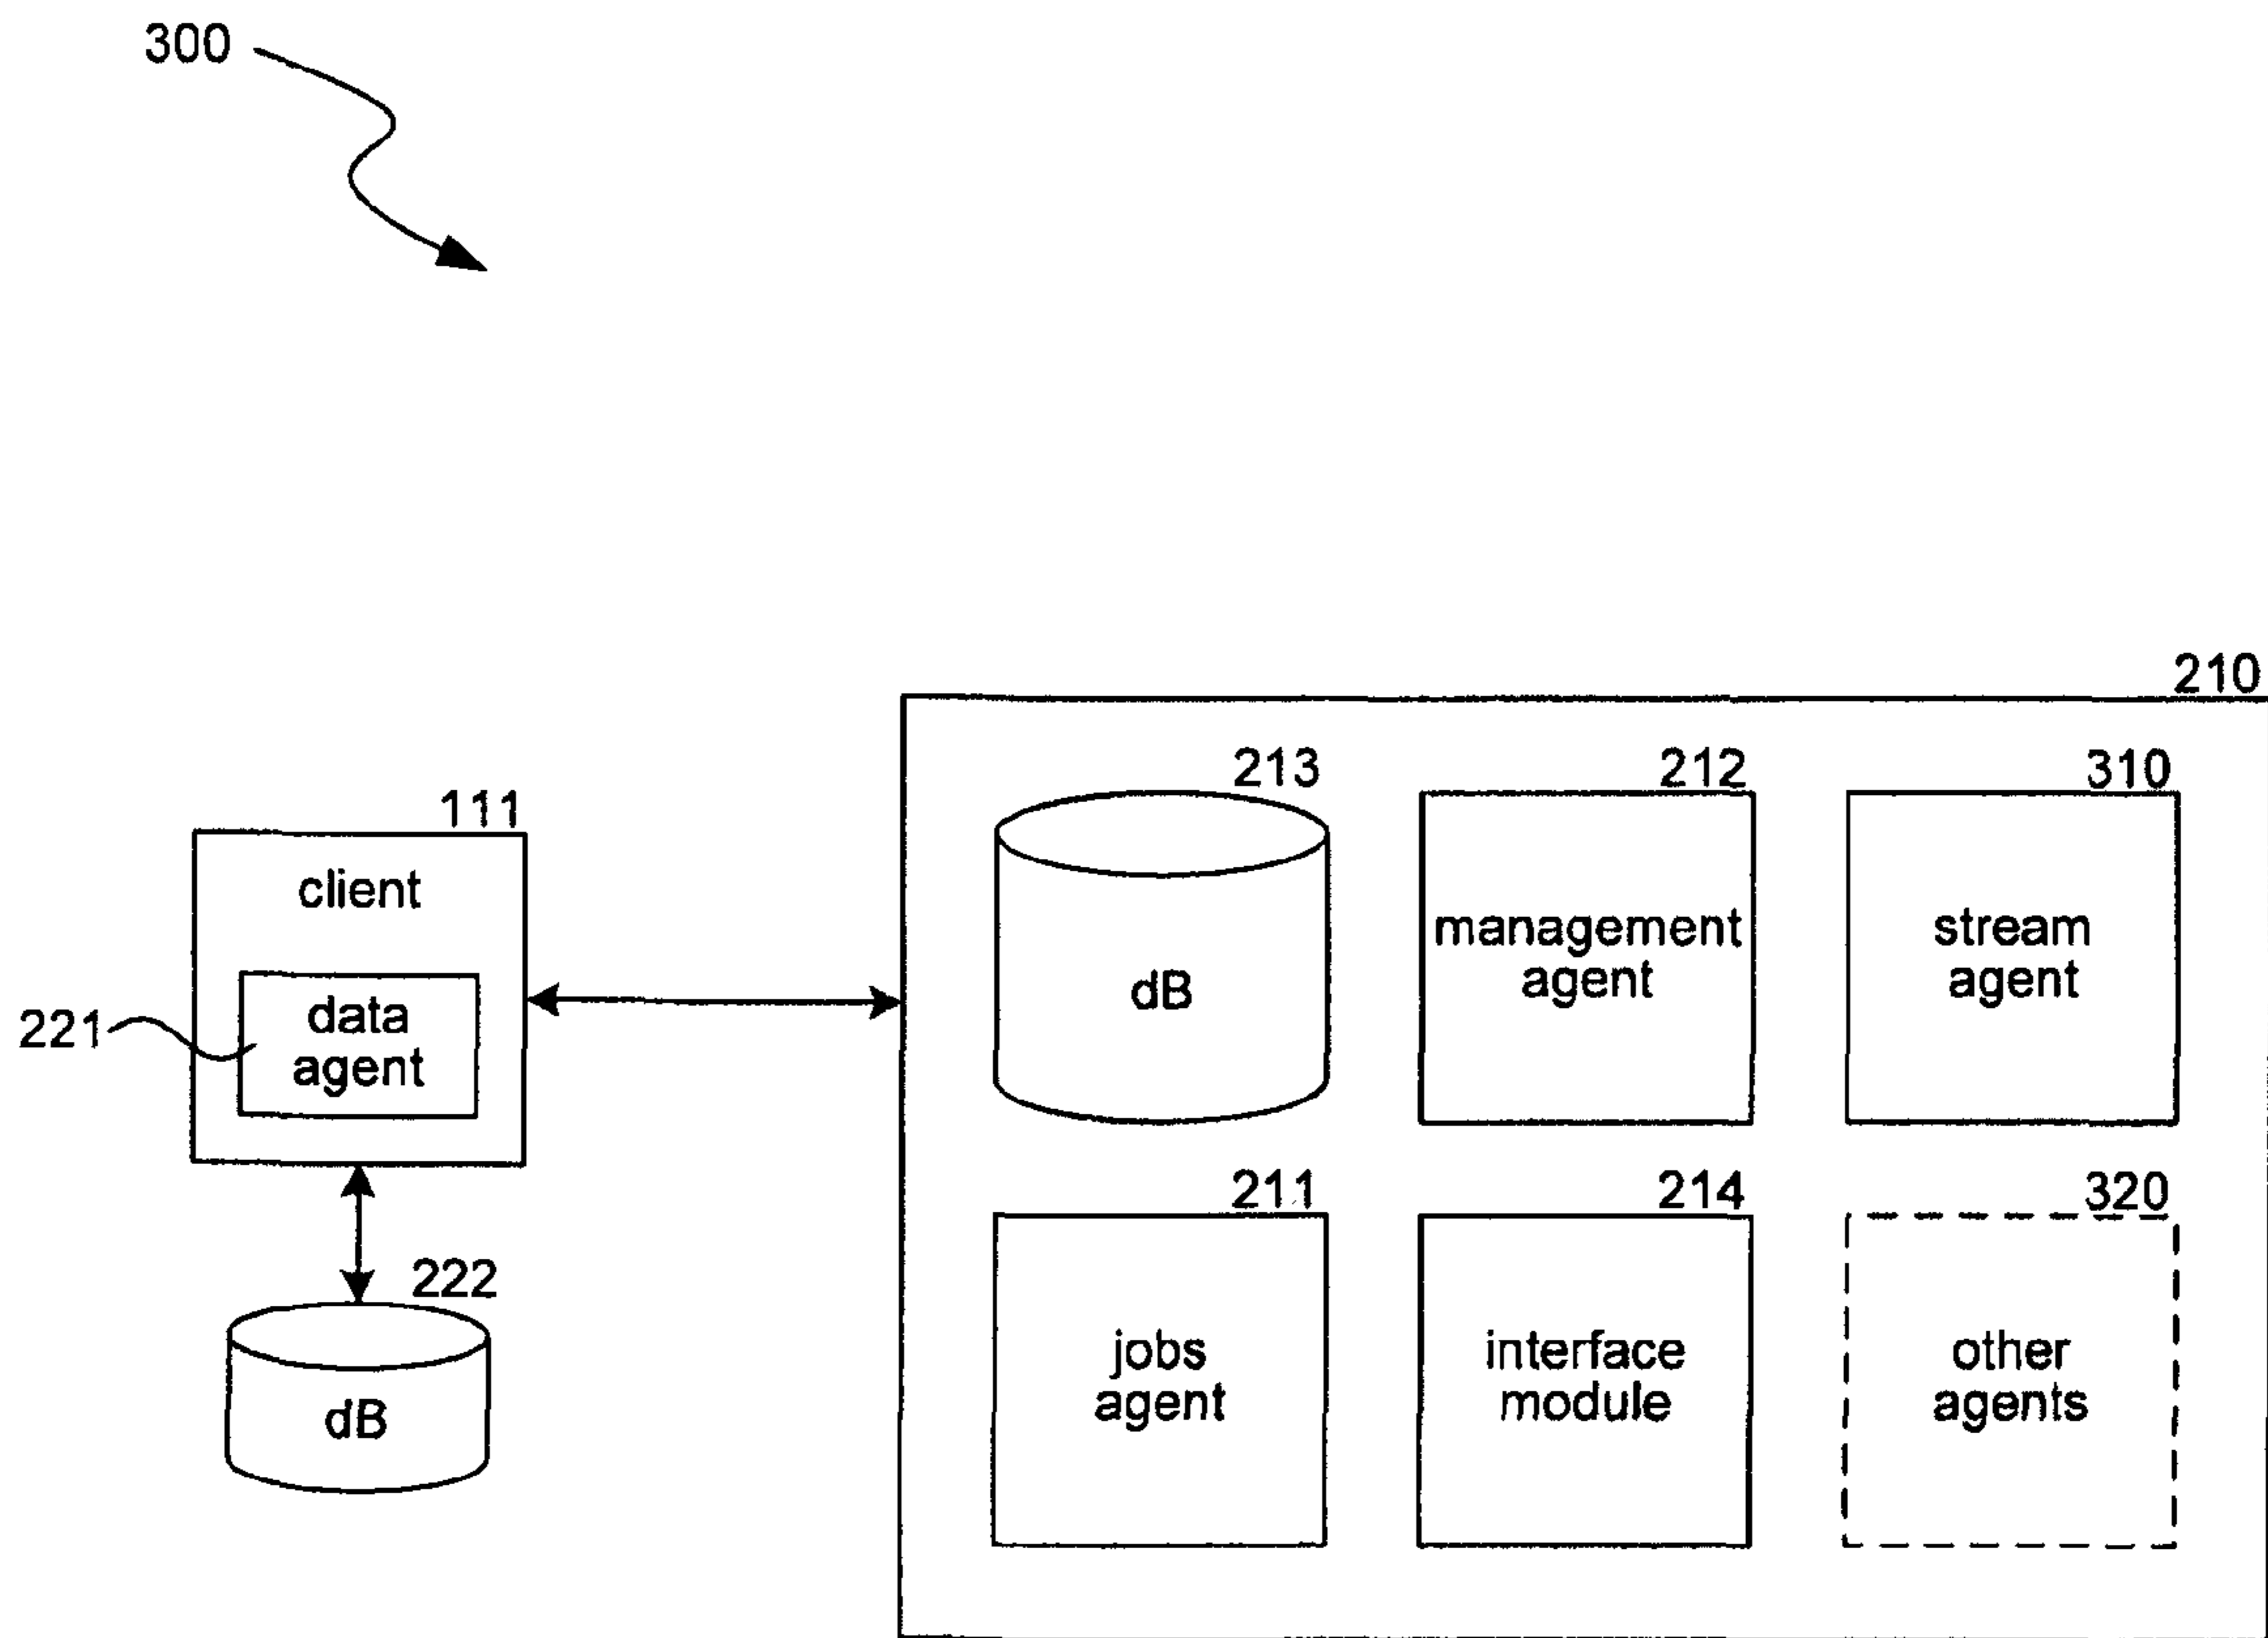 300
210
213
212
310
111
client
management
agent
stream
agent
dB
data
agent
221
211
214
320
222
jobs
agent
interface
module
other
agents
dB